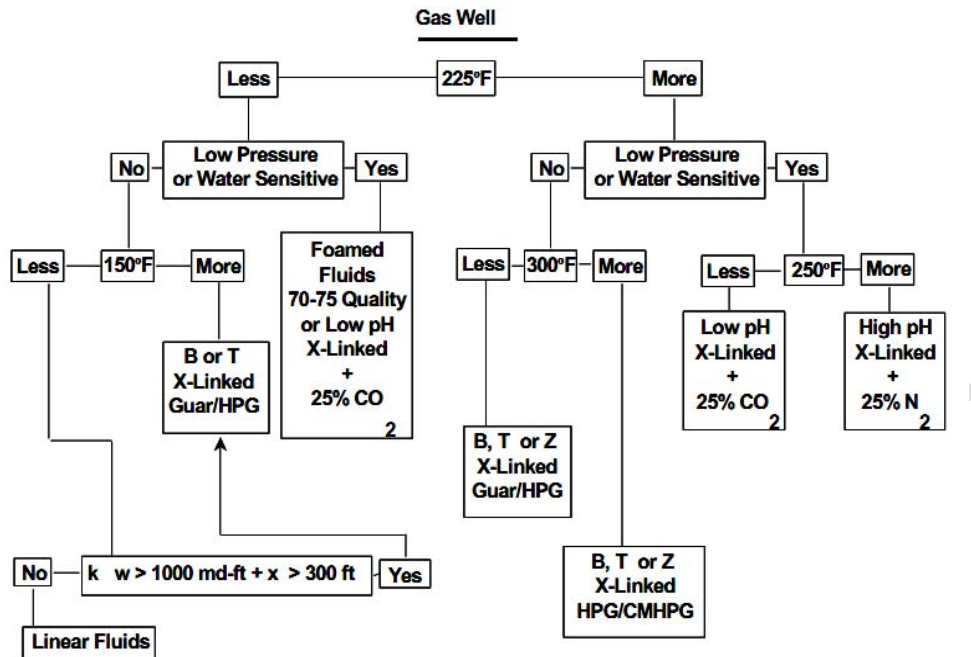 Gas Well
Less
225ºF
More
No
Low Pressure
or Water Sensitive
Yes
No
Low Pressure
or Water Sensitive
Yes
Less
150ºF
More
Foamed
Fluids
70-75 Quality
or Low pH
X-Linked
+
25% CO
2
Less
300ºF
More
Less
250ºF
More
B or T
X-Linked
Guar/HPG
Low pH
X-Linked
+
25% CO
2
High pH
X-Linked
+
25% N
2
B, T or Z
X-Linked
Guar/HPG
B, T or Z
X-Linked
HPG/CMHPG
No
k w > 1000 md-ft + x > 300 ft
Yes
Linear Fluids